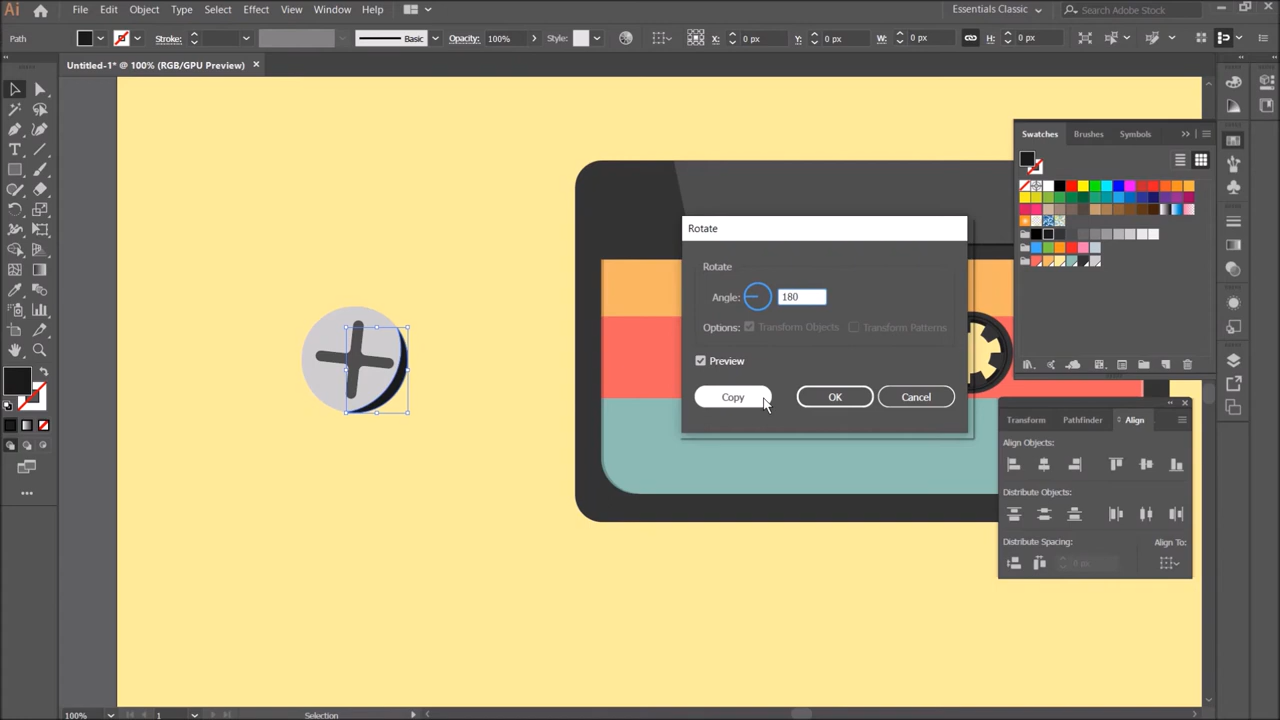 Ai File Edit Object Type Select Effect View Window Help Essentials Classic Search Adobe Stock
Path Stroke: Basic Opacity: 100% Style: X: 0 px Y: 0 px W: 0 px H: 0 px
Untitled-1* @ 100% (RGB/GPU Preview)
Swatches Brushes Symbols
Rotate
Rotate
Angle: 180
Options: Transform Objects Transform Patterns
Preview
Copy OK Cancel
Transform Pathfinder Align
Align Objects:
Distribute Objects:
Distribute Spacing: Align To:
100% 1 Selection